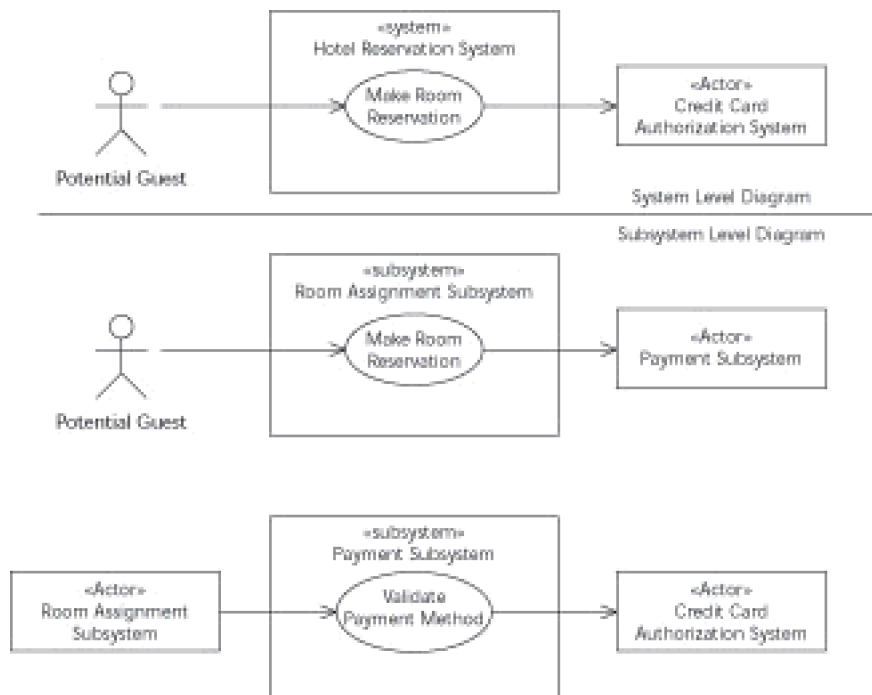 «system»
Hotel Reservation System
Make Room
Reservation
«Actor»
Credit Card
Authorization System
Potential Guest
System Level Diagram
Subsystem Level Diagram
«subsystem»
Room Assignment Subsystem
Make Room
Reservation
«Actor»
Payment Subsystem
Potential Guest
«subsystem»
Payment Subsystem
«Actor»
Room Assignment
Subsystem
Validate
Payment Method
«Actor»
Credit Card
Authorization System